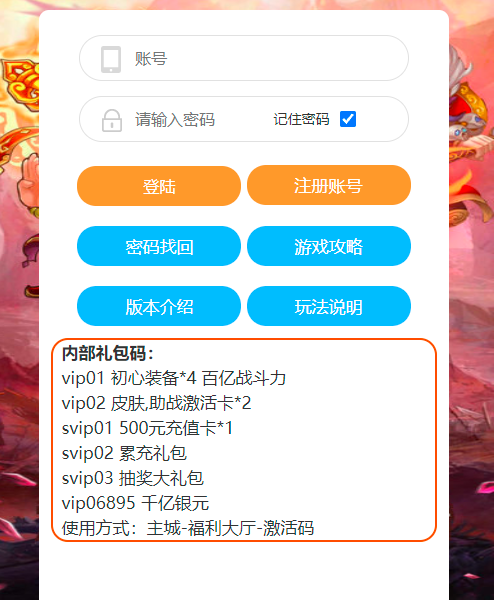 账号
请输入密码 记住密码
登陆 注册账号
密码找回 游戏攻略
版本介绍 玩法说明
内部礼包码：
vip01 初心装备*4 百亿战斗力
vip02 皮肤,助战激活卡*2
svip01 500元充值卡*1
svip02 累充礼包
svip03 抽奖大礼包
vip06895 千亿银元
使用方式：主城-福利大厅-激活码